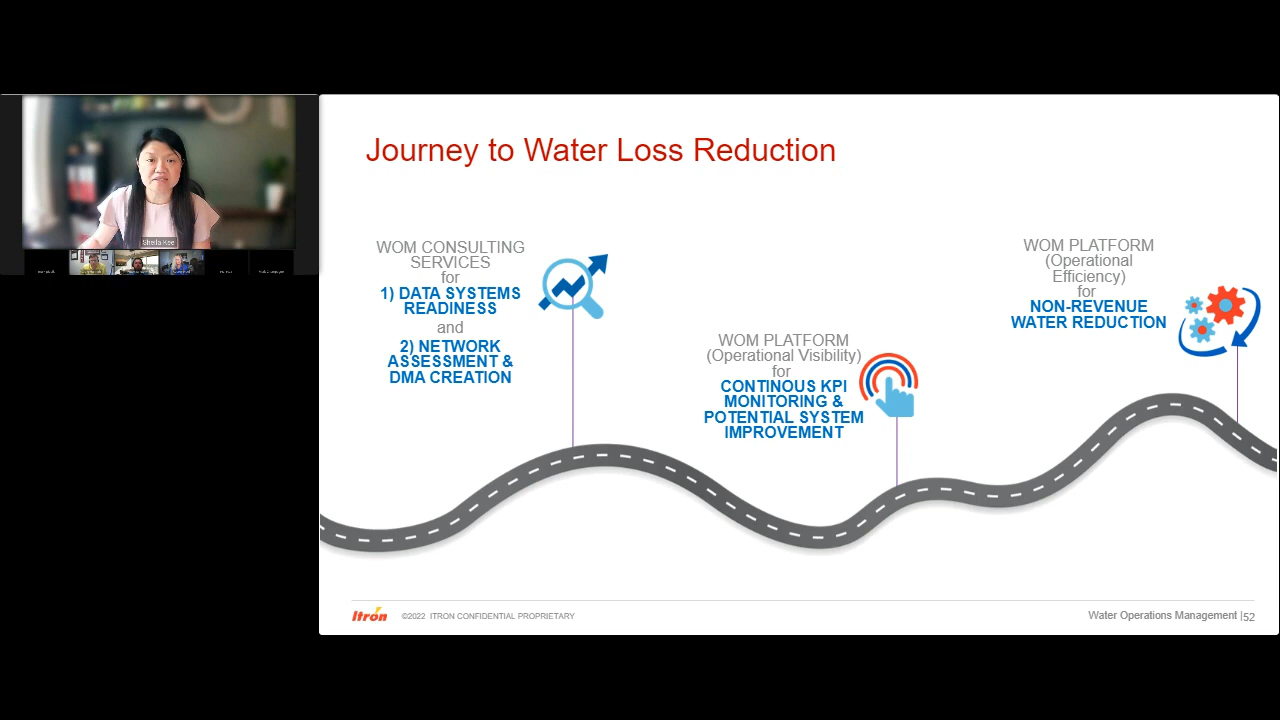 Journey to Water Loss Reduction
WOM CONSULTING
SERVICES
for
1) DATA SYSTEMS
READINESS
and
2) NETWORK
ASSESSMENT &
DMA CREATION
WOM PLATFORM
(Operational Visibility)
for
CONTINOUS KPI
MONITORING &
POTENTIAL SYSTEM
IMPROVEMENT
WOM PLATFORM
(Operational
Efficiency)
for
NON-REVENUE
WATER REDUCTION
Sheila Kee
Itron
©2022 ITRON CONFIDENTIAL PROPRIETARY
Water Operations Management |52